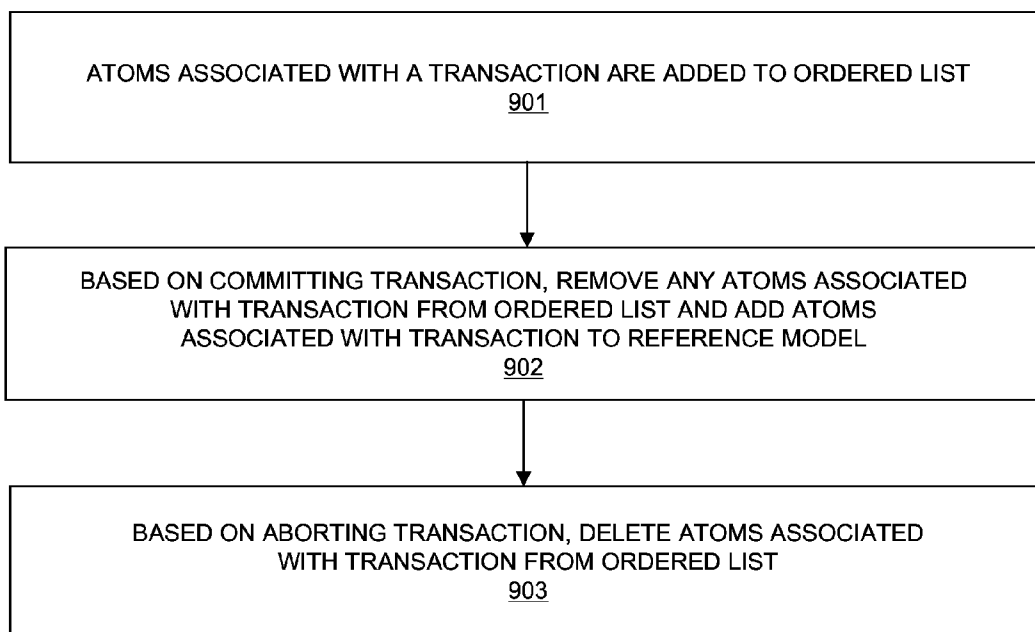 ATOMS ASSOCIATED WITH A TRANSACTION ARE ADDED TO ORDERED LIST
901
BASED ON COMMITTING TRANSACTION, REMOVE ANY ATOMS ASSOCIATED
WITH TRANSACTION FROM ORDERED LIST AND ADD ATOMS
ASSOCIATED WITH TRANSACTION TO REFERENCE MODEL
902
BASED ON ABORTING TRANSACTION, DELETE ATOMS ASSOCIATED
WITH TRANSACTION FROM ORDERED LIST
903